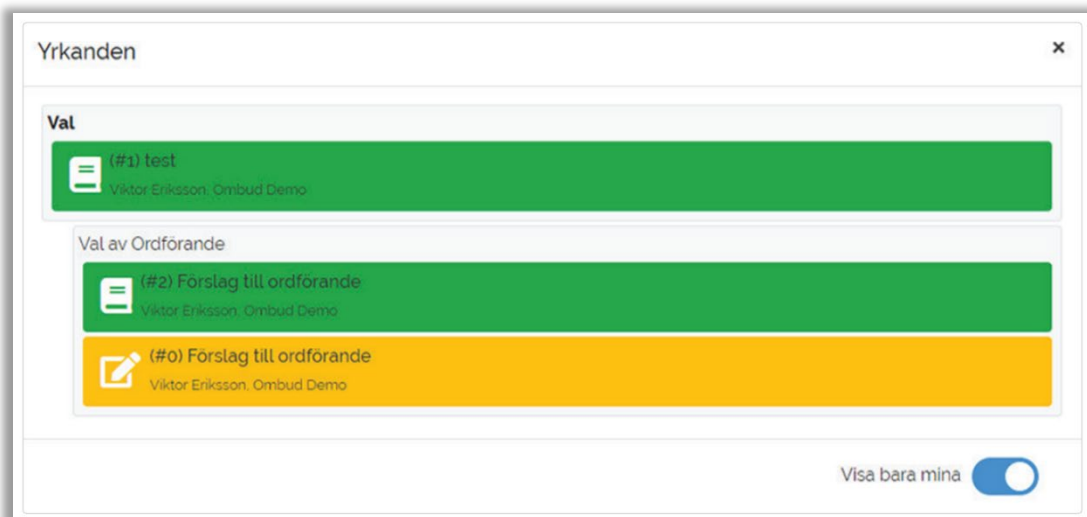 Yrkanden
×
Val
(#1) test
Viktor Eriksson, Ombud Demo
Val av Ordförande
(#2) Förslag till ordförande
Viktor Eriksson, Ombud Demo
(#0) Förslag till ordförande
Viktor Eriksson, Ombud Demo
Visa bara mina